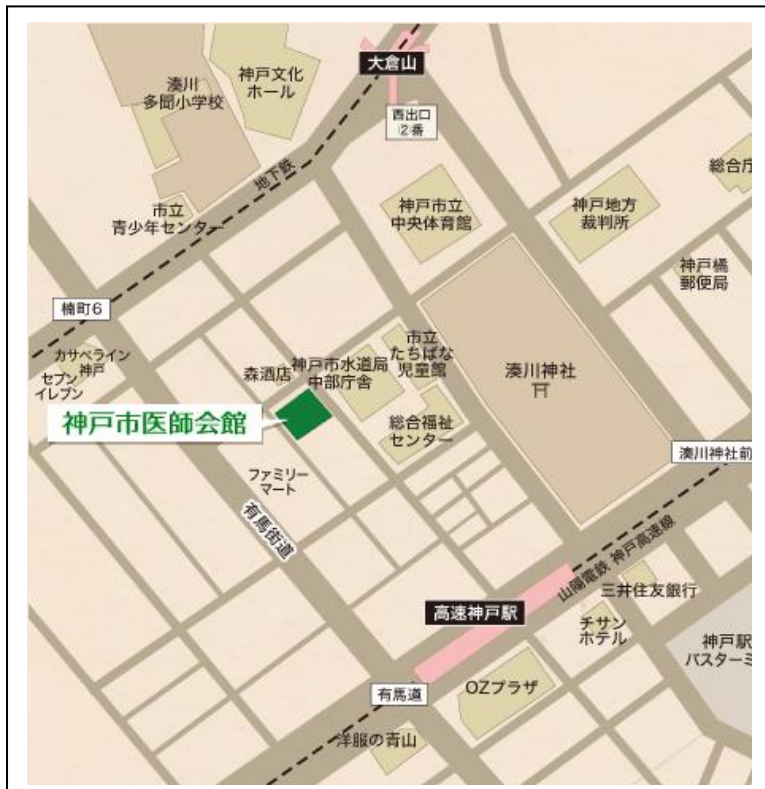 大倉山
湊川
多聞小学校
神戸文化
ホール
西出口
②番
地下鉄
総合庁
神戸市立
中央体育館
神戸地方
裁判所
市立
青少年センター
神戸橘
郵便局
楠町6
カサベライン
神戸
セブン
イレブン
森酒店
神戸市水道局
中部庁舎
市立
たちばな
児童館
湊川神社
神戸市医師会館
総合福祉
センター
湊川神社前
ファミリー
マート
有馬街道
山陽電鉄 神戸高速線
三井住友銀行
高速神戸駅
チサン
ホテル
神戸駅
バスターミ
有馬道
OZプラザ
洋服の青山